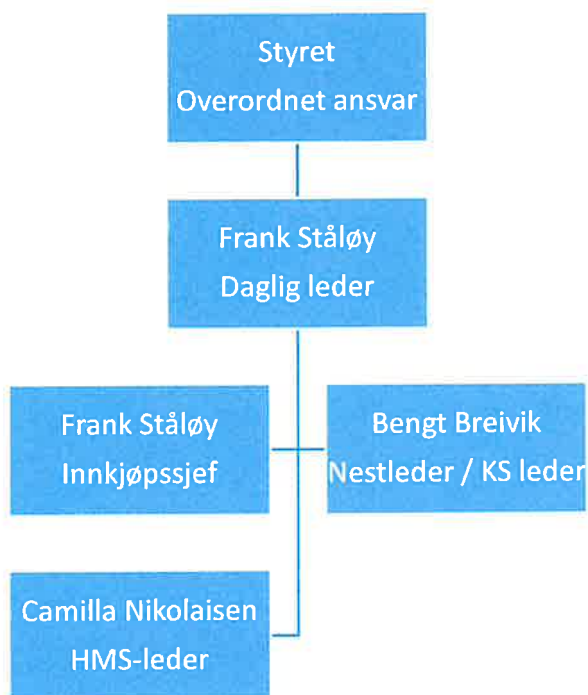 Styret
Overordnet ansvar
Frank Ståløy
Daglig leder
Frank Ståløy
Innkjøpssjef
Bengt Breivik
Nestleder / KS leder
Camilla Nikolaisen
HMS-leder